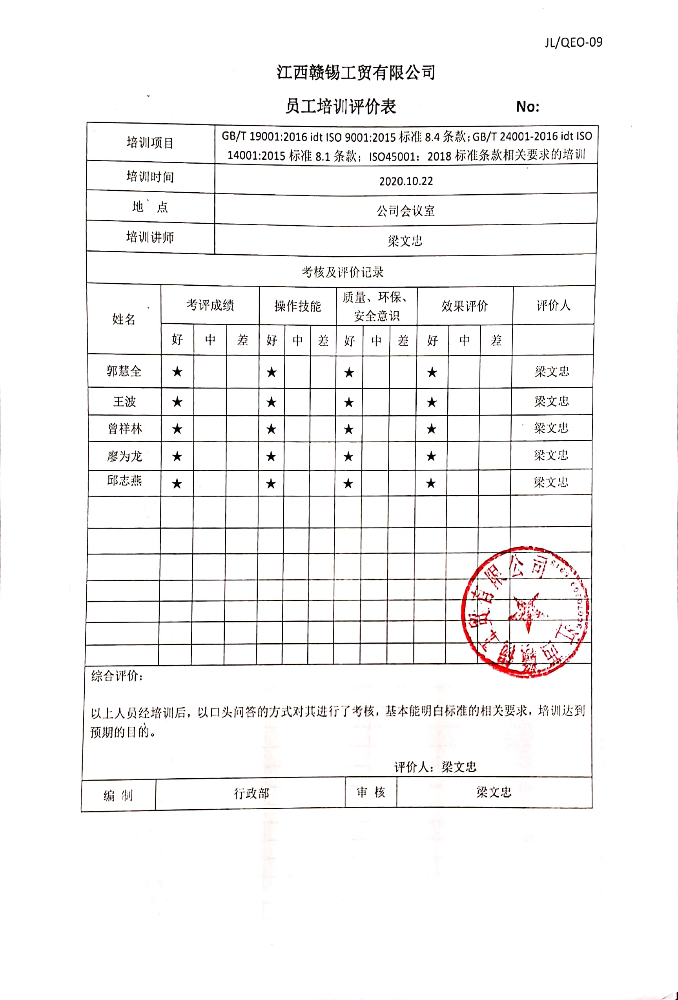 JL/QEO-09
江西赣锡工贸有限公司
员工培训评价表 No:
培训项目 GB/T 19001:2016 idt ISO 9001:2015 标准 8.4 条款；GB/T 24001-2016 idt ISO
14001:2015 标准 8.1 条款；ISO45001：2018 标准条款相关要求的培训
培训时间 2020.10.22
地 点 公司会议室
培训讲师 梁文忠
考核及评价记录
姓名 考评成绩 操作技能 质量、环保、安全意识 效果评价 评价人
好 中 差 好 中 差 好 中 差 好 中 差
郭慧全 ★ ★ ★ ★ 梁文忠
王波 ★ ★ ★ ★ 梁文忠
曾祥林 ★ ★ ★ ★ 梁文忠
廖为龙 ★ ★ ★ ★ 梁文忠
邱志燕 ★ ★ ★ ★ 梁文忠
江西赣锡工贸有限公司
综合评价：
以上人员经培训后，以口头问答的方式对其进行了考核，基本能明白标准的相关要求，培训达到
预期的目的。
评价人：梁文忠
编 制 行政部 审 核 梁文忠